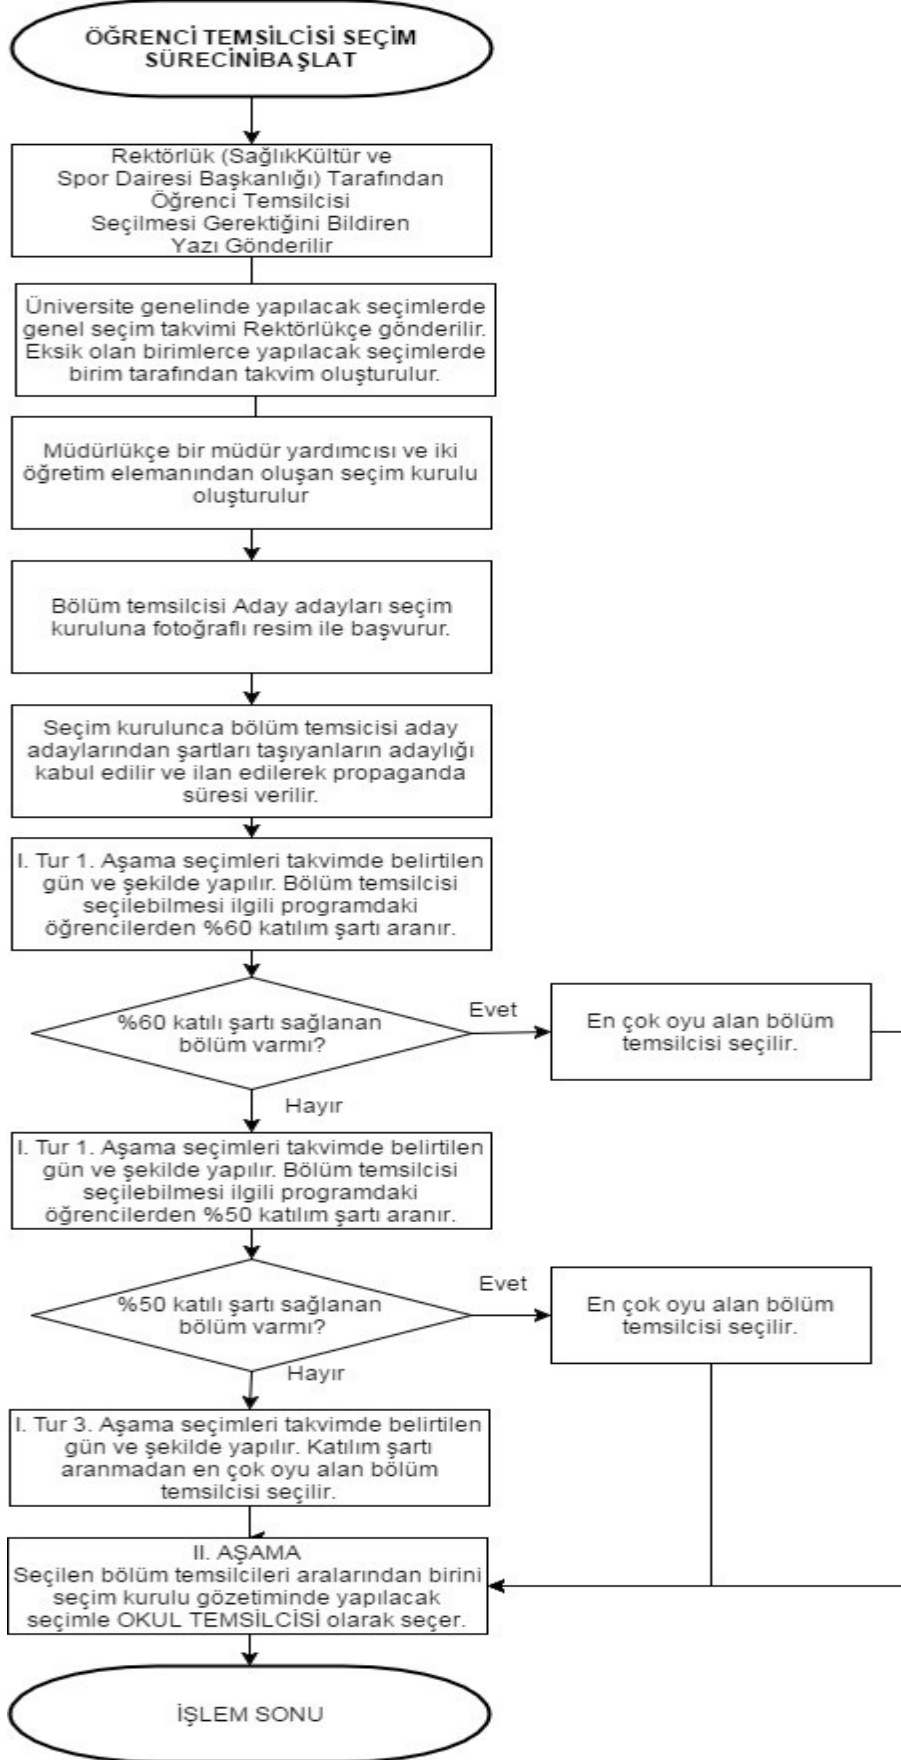 ÖĞRENCİ TEMSİLCİSİ SEÇİM
SÜRECİNİBAŞLAT
Rektörlük (SağlıkKültür ve
Spor Dairesi Başkanlığı) Tarafından
Öğrenci Temsilcisi
Seçilmesi Gerektiğini Bildiren
Yazı Gönderilir
Üniversite genelinde yapılacak seçimlerde
genel seçim takvimi Rektörlükçe gönderilir.
Eksik olan birimlerce yapılacak seçimlerde
birim tarafından takvim oluşturulur.
Müdürlükçe bir müdür yardımcısı ve iki
öğretim elemanından oluşan seçim kurulu
oluşturulur
Bölüm temsilcisi Aday adayları seçim
kuruluna fotoğraflı resim ile başvurur.
Seçim kurulunca bölüm temsicisi aday
adaylarından şartları taşıyanların adaylığı
kabul edilir ve ilan edilerek propaganda
süresi verilir.
I. Tur 1. Aşama seçimleri takvimde belirtilen
gün ve şekilde yapılır. Bölüm temsilcisi
seçilebilmesi ilgili programdaki
öğrencilerden %60 katılım şartı aranır.
%60 katılı şartı sağlanan
bölüm varmı?
Evet
En çok oyu alan bölüm
temsilcisi seçilir.
Hayır
I. Tur 1. Aşama seçimleri takvimde belirtilen
gün ve şekilde yapılır. Bölüm temsilcisi
seçilebilmesi ilgili programdaki
öğrencilerden %50 katılım şartı aranır.
%50 katılı şartı sağlanan
bölüm varmı?
Evet
En çok oyu alan bölüm
temsilcisi seçilir.
Hayır
I. Tur 3. Aşama seçimleri takvimde belirtilen
gün ve şekilde yapılır. Katılım şartı
aranmadan en çok oyu alan bölüm
temsilcisi seçilir.
II. AŞAMA
Seçilen bölüm temsilcileri aralarından birini
seçim kurulu gözetiminde yapılacak
seçimle OKUL TEMSİLCİSİ olarak seçer.
İŞLEM SONU